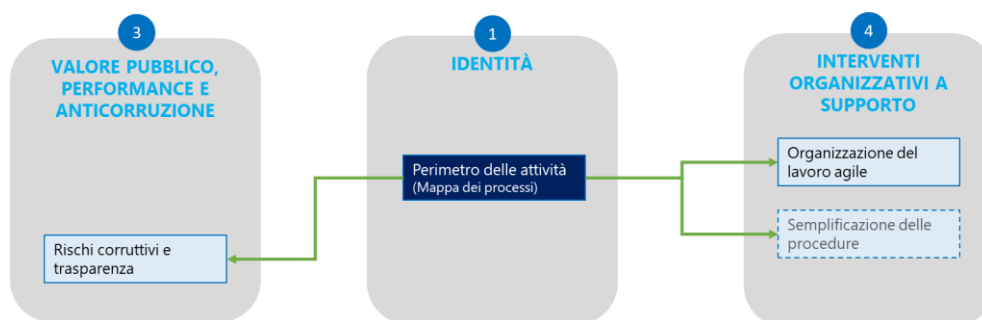 3
VALORE PUBBLICO,
PERFORMANCE E
ANTICORRUZIONE
Rischi corruttivi e
trasparenza
1
IDENTITÀ
Perimetro delle attività
(Mappa dei processi)
4
INTERVENTI
ORGANIZZATIVI A
SUPPORTO
Organizzazione del
lavoro agile
Semplificazione delle
procedure